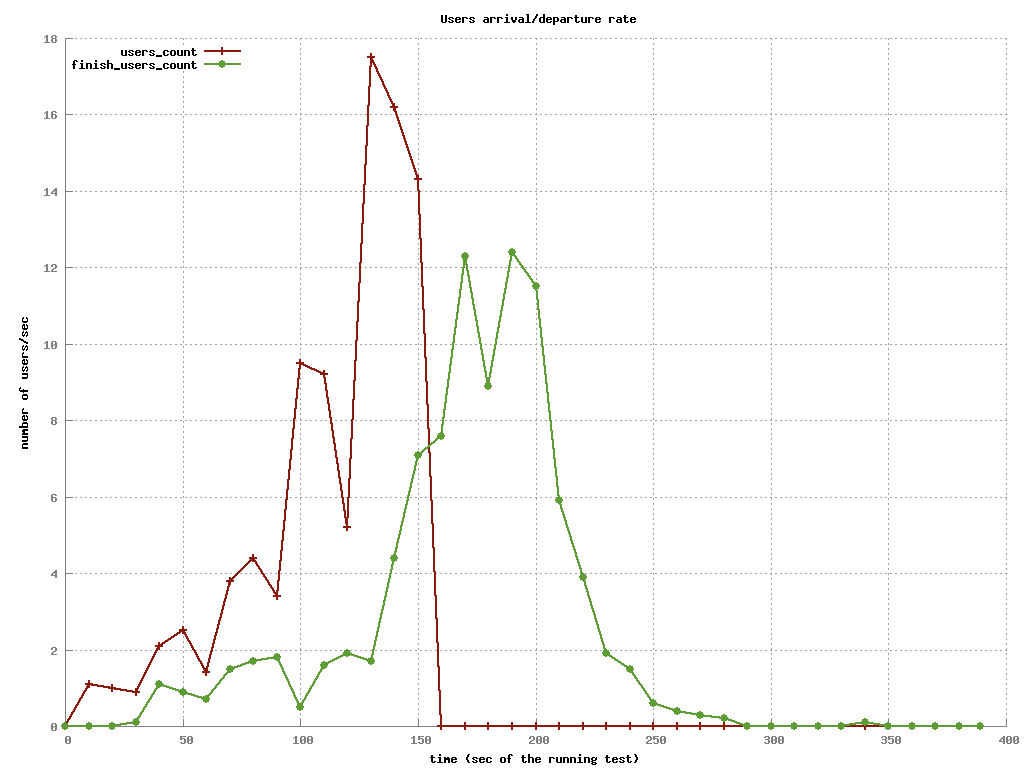 Users arrival/departure rate
users_count
finish_users_count
18
16
14
12
10
8
6
4
2
0
number of users/sec
0 50 100 150 200 250 300 350 400
time (sec of the running test)